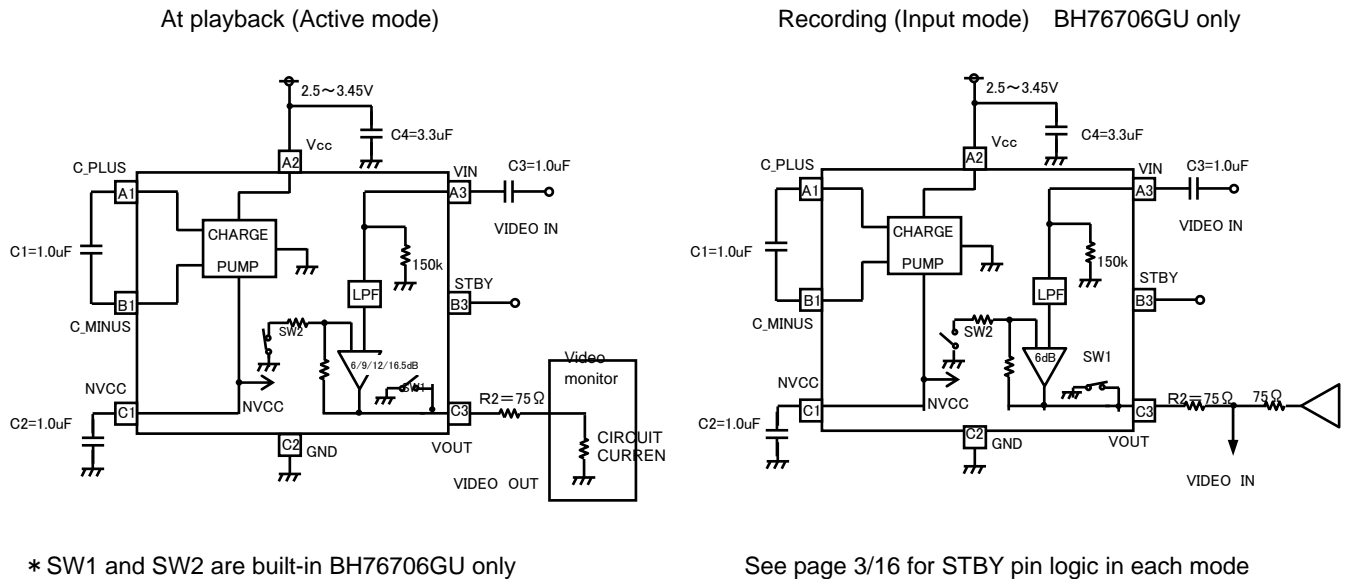 At playback (Active mode)
2.5～3.45V
C4=3.3uF
Vcc
A2
C_PLUS
A1
VIN
A3
C3=1.0uF
VIDEO IN
CHARGE
PUMP
C1=1.0uF
150k
LPF
STBY
B3
B1
C_MINUS
SW2
6/9/12/16.5dB
SW1
NVCC
C1
NVCC
C2=1.0uF
C2
GND
C3
VOUT
R2=75Ω
VIDEO OUT
Video
monitor
CIRCUIT
CURREN
Recording (Input mode) BH76706GU only
2.5～3.45V
C4=3.3uF
Vcc
A2
C_PLUS
A1
VIN
A3
C3=1.0uF
VIDEO IN
CHARGE
PUMP
C1=1.0uF
150k
LPF
STBY
B3
B1
C_MINUS
SW2
6dB
SW1
NVCC
C1
NVCC
C2=1.0uF
C2
GND
C3
VOUT
R2=75Ω
75Ω
VIDEO IN
* SW1 and SW2 are built-in BH76706GU only
See page 3/16 for STBY pin logic in each mode